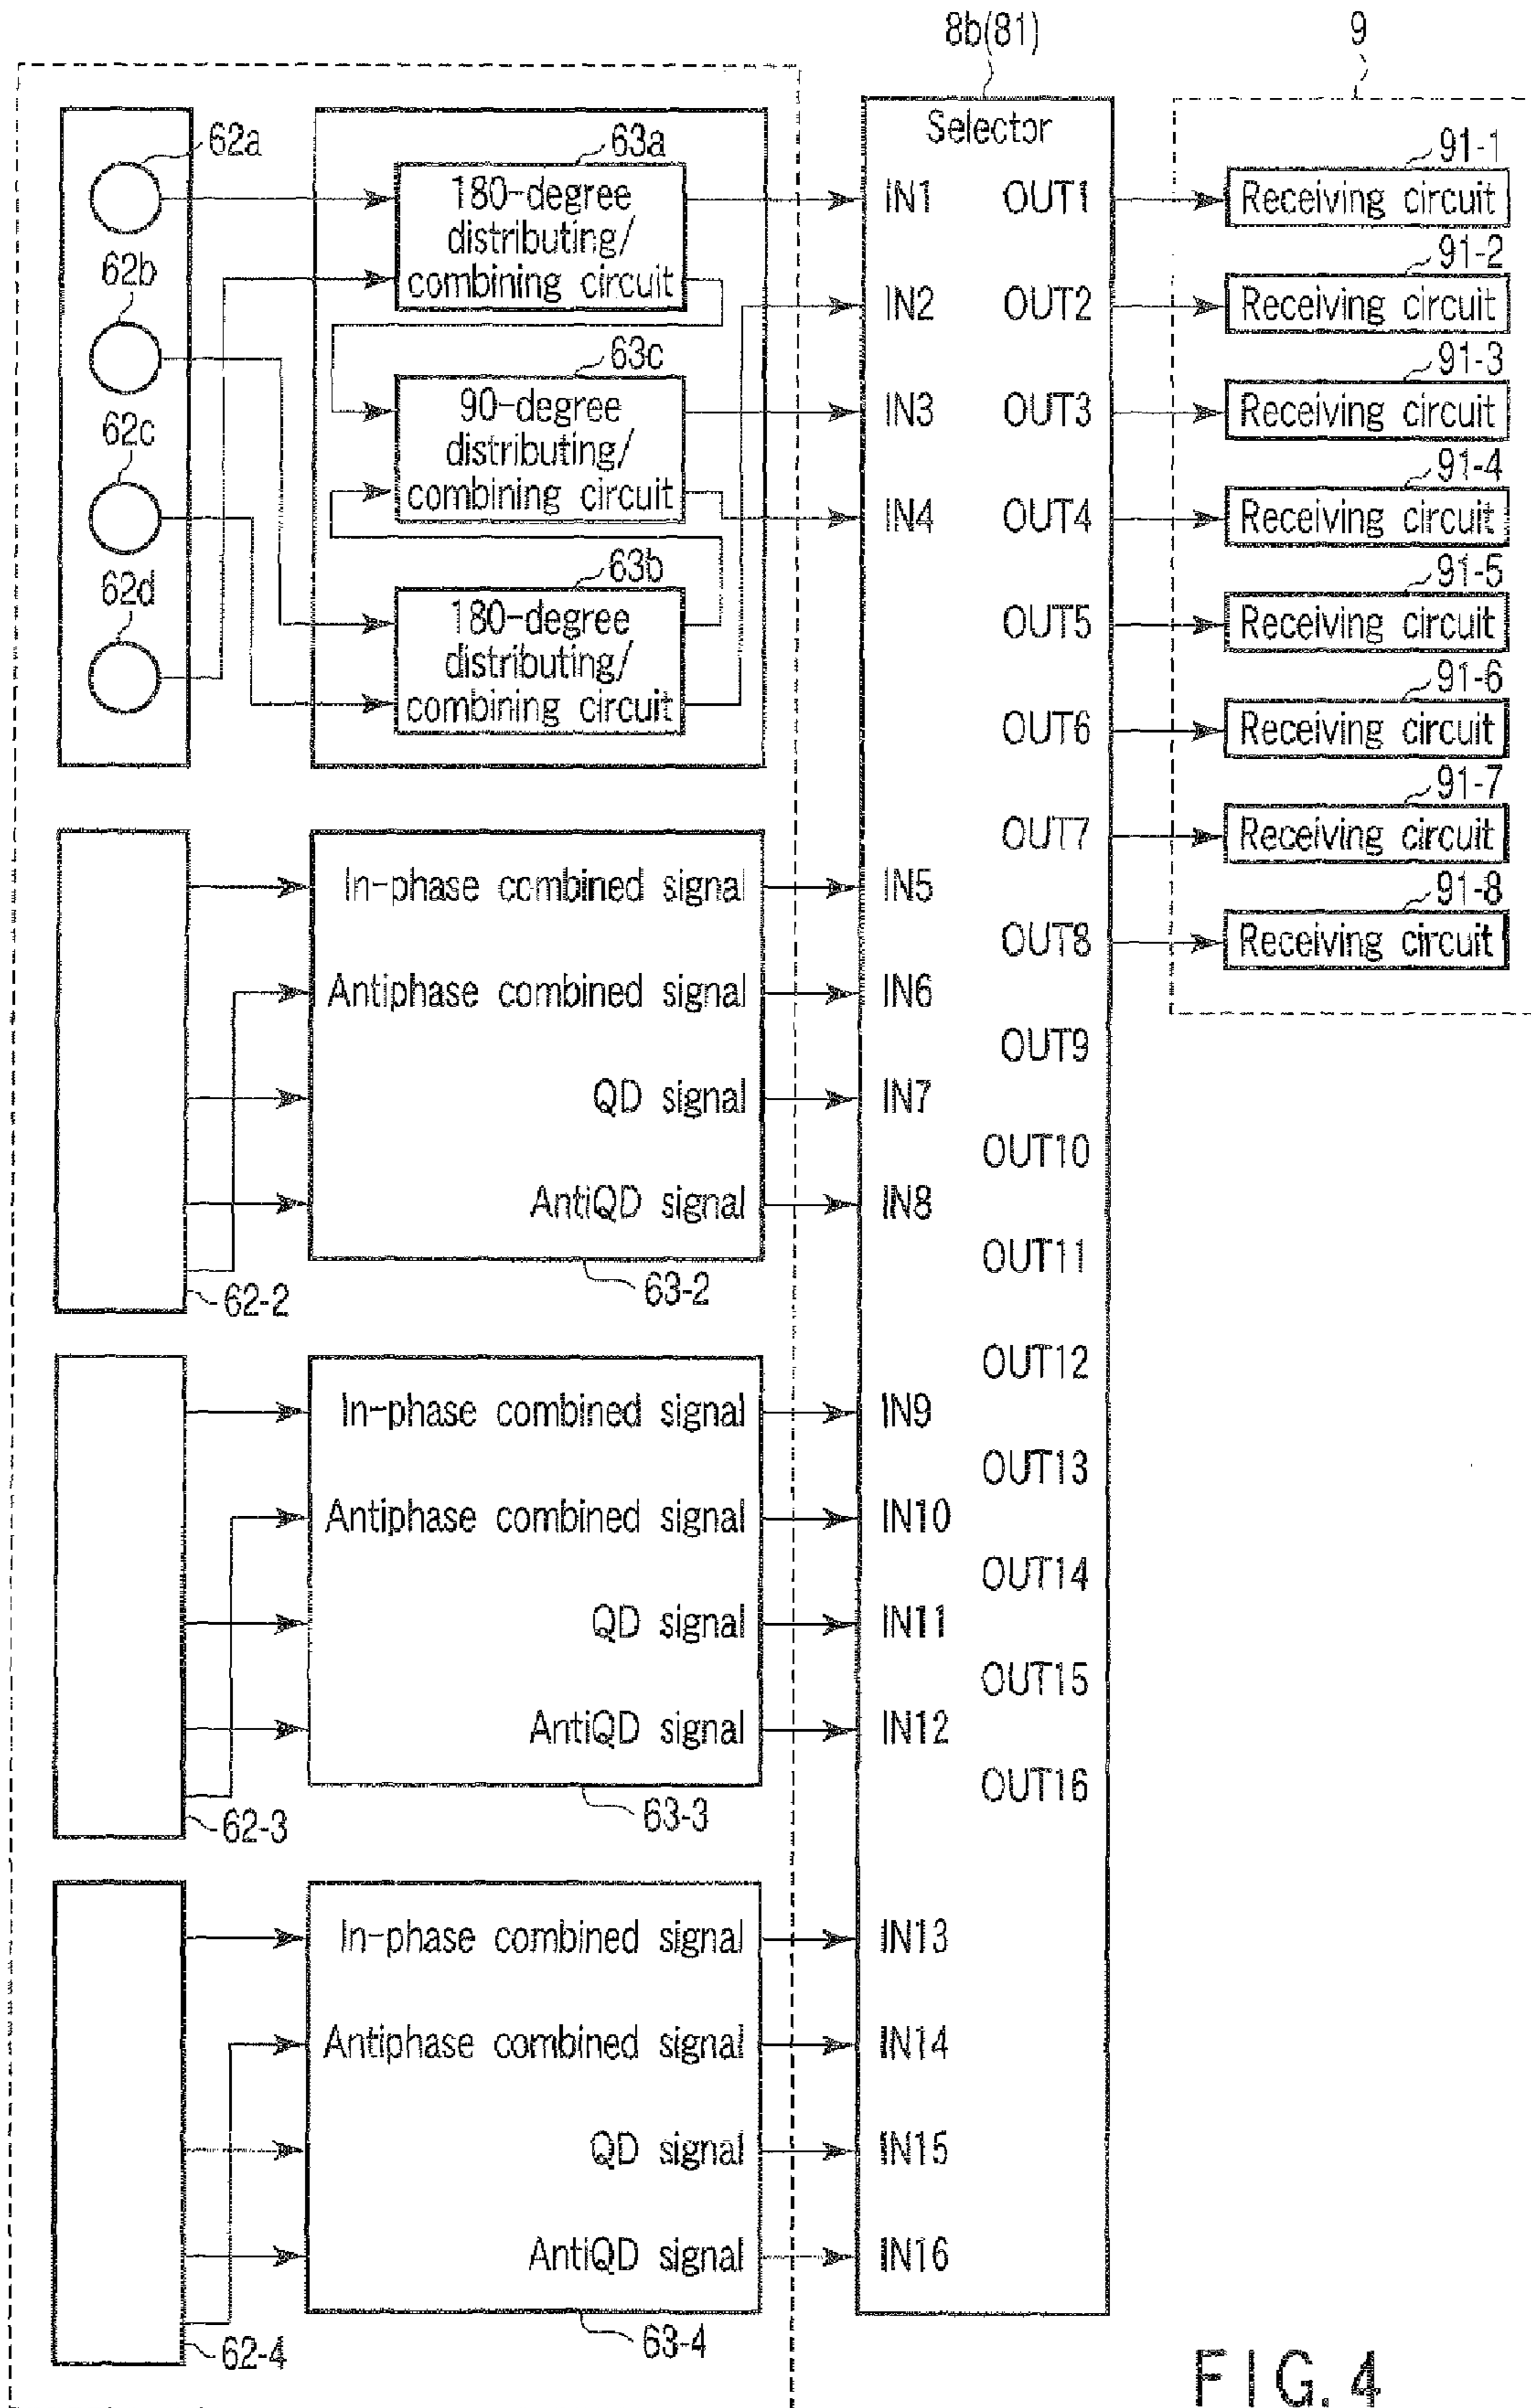 8b(81)
9
62a
62b
62c
62d
63a
180-degree
distributing/
combining circuit
63c
90-degree
distributing/
combining circuit
63b
180-degree
distributing/
combining circuit
Selector
IN1
IN2
IN3
IN4
OUT1
OUT2
OUT3
OUT4
OUT5
OUT6
OUT7
OUT8
91-1
Receiving circuit
91-2
Receiving circuit
91-3
Receiving circuit
91-4
Receiving circuit
91-5
Receiving circuit
91-6
Receiving circuit
91-7
Receiving circuit
91-8
Receiving circuit
In-phase combined signal
Antiphase combined signal
QD signal
AntiQD signal
62-2
63-2
IN5
IN6
IN7
IN8
OUT9
OUT10
OUT11
OUT12
In-phase combined signal
Antiphase combined signal
QD signal
AntiQD signal
62-3
63-3
IN9
IN10
IN11
IN12
OUT13
OUT14
OUT15
OUT16
In-phase combined signal
Antiphase combined signal
QD signal
AntiQD signal
62-4
63-4
IN13
IN14
IN15
IN16
FIG. 4